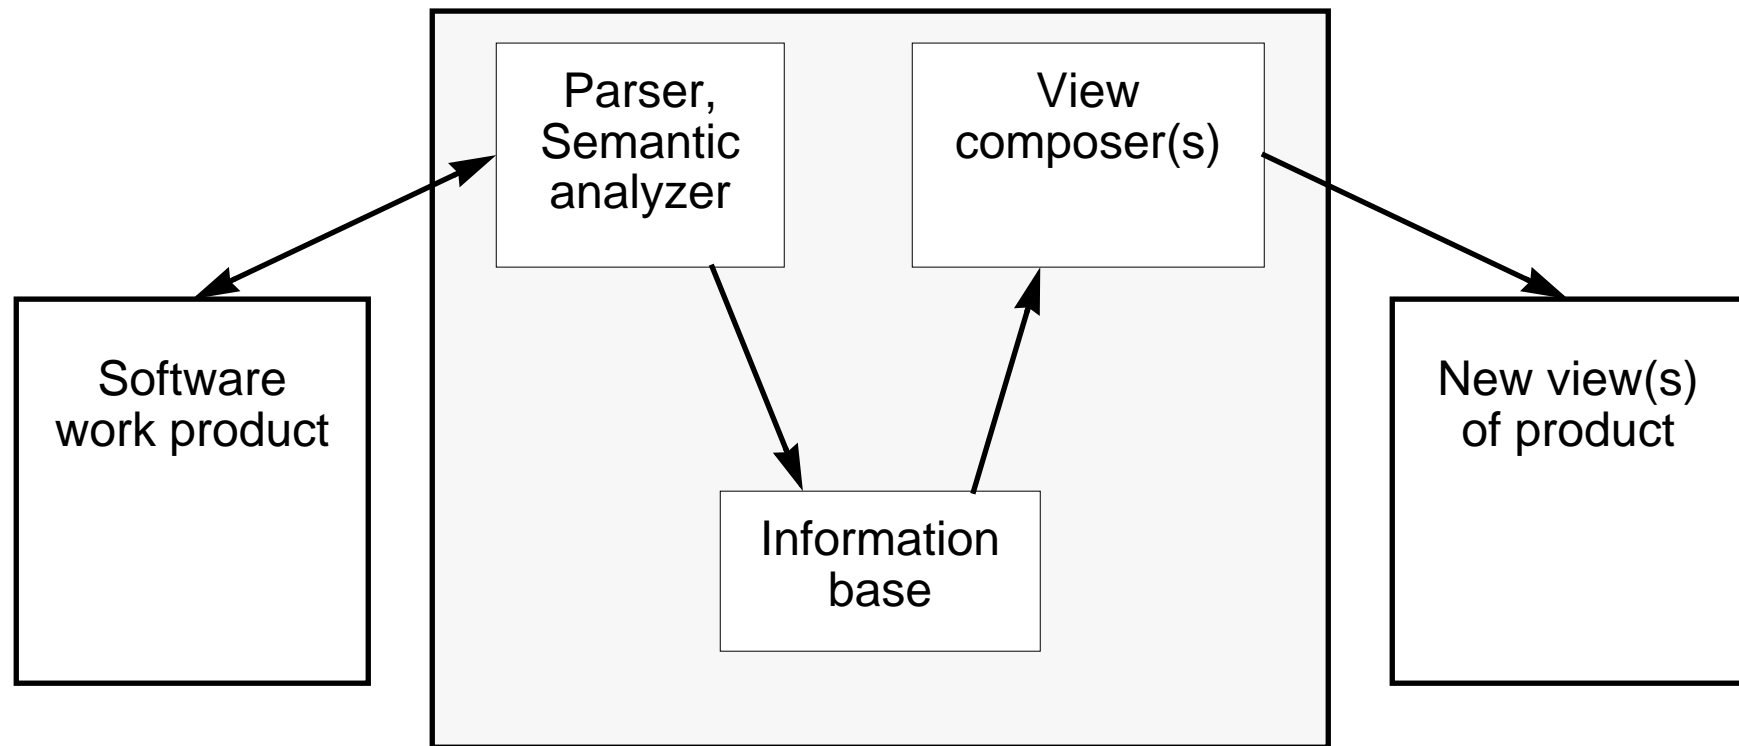 Parser,
Semantic
analyzer
View
composer(s)
Software
work product
New view(s)
of product
Information
base